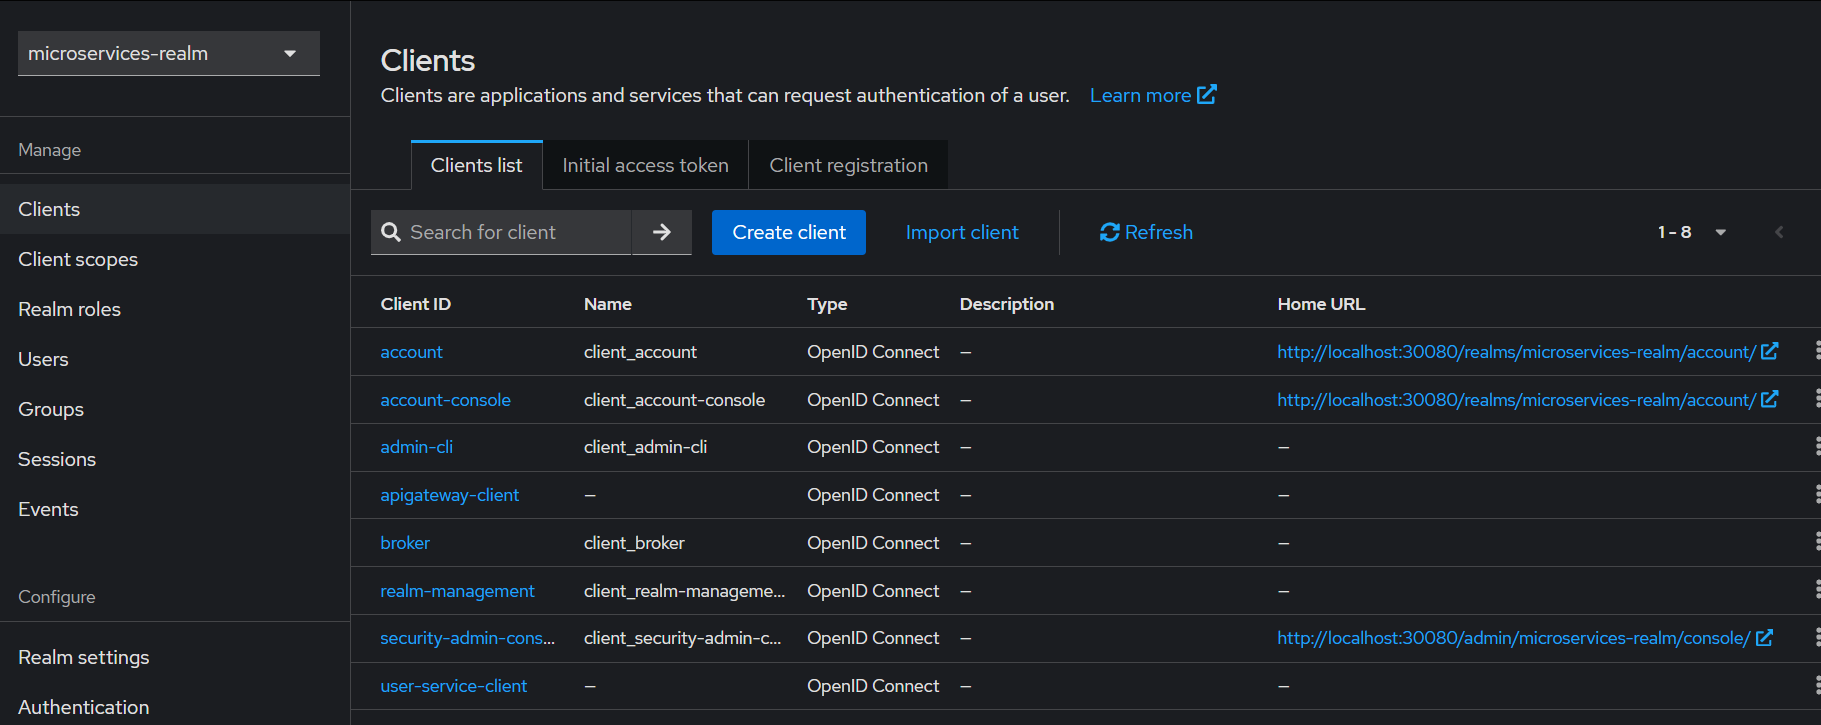 microservices-realm
Manage
Clients
Client scopes
Realm roles
Users
Groups
Sessions
Events
Configure
Realm settings
Authentication
Clients
Clients are applications and services that can request authentication of a user. Learn more
Clients list Initial access token Client registration
Search for client Create client Import client Refresh 1 - 8
Client ID Name Type Description Home URL
account client_account OpenID Connect – http://localhost:30080/realms/microservices-realm/account/
account-console client_account-console OpenID Connect – http://localhost:30080/realms/microservices-realm/account/
admin-cli client_admin-cli OpenID Connect – –
apigateway-client – OpenID Connect – –
broker client_broker OpenID Connect – –
realm-management client_realm-manageme... OpenID Connect – –
security-admin-cons... client_security-admin-c... OpenID Connect – http://localhost:30080/admin/microservices-realm/console/
user-service-client – OpenID Connect – –